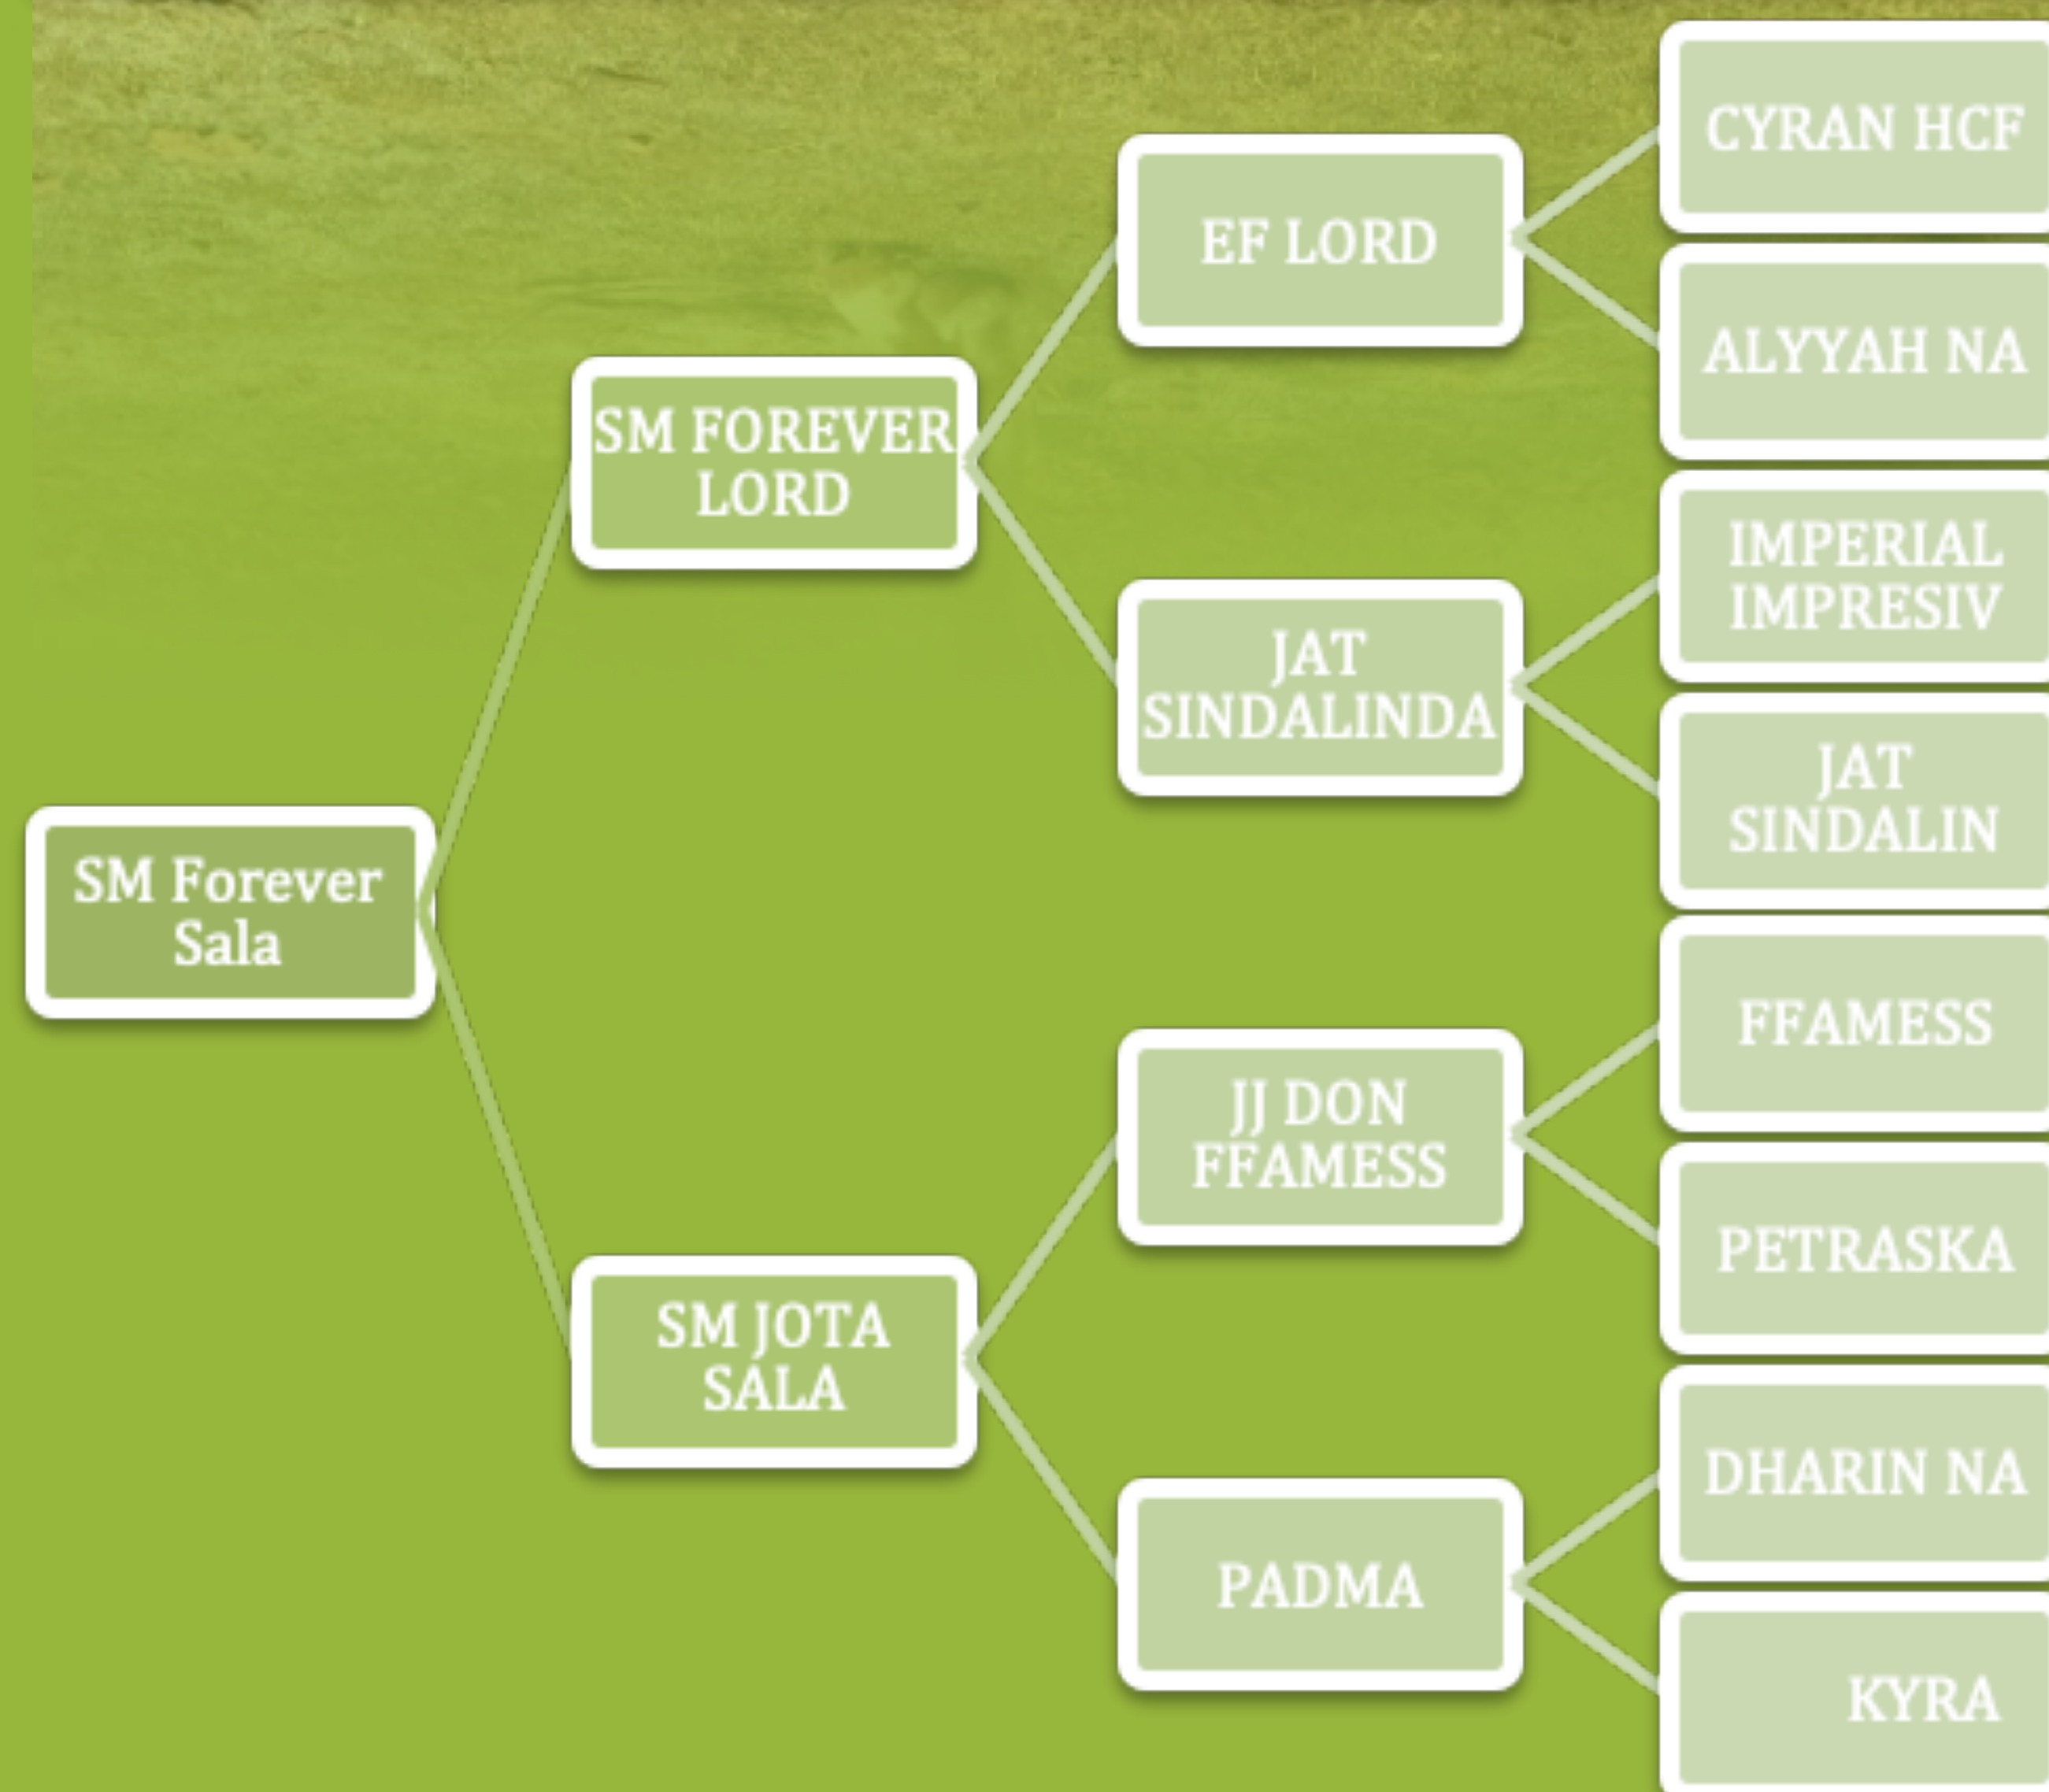 CYRAN HCF
EF LORD
ALYYAH NA
SM FOREVER
LORD
IMPERIAL
IMPRESIV
JAT
SINDALINDA
JAT
SINDALIN
SM Forever
Sala
FFAMESS
JJ DON
FFAMESS
PETRASKA
SM JOTA
SALA
DHARIN NA
PADMA
KYRA